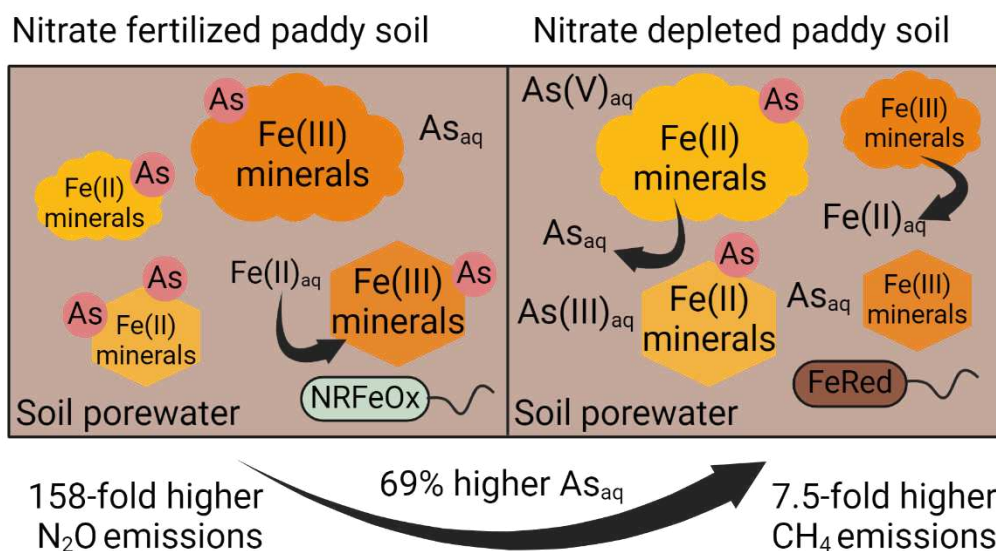 Nitrate fertilized paddy soil
As
Fe(III)
minerals
As_aq
As
Fe(II)
minerals
Fe(II)_aq
Fe(III)
minerals
As
As
As
Fe(II)
minerals
NRFeOx
Soil porewater
Nitrate depleted paddy soil
As(V)_aq
As
Fe(II)
minerals
Fe(III)
minerals
Fe(II)_aq
As_aq
As
As(III)_aq
Fe(II)
minerals
As_aq
Fe(III)
minerals
FeRed
Soil porewater
158-fold higher
N₂O emissions
69% higher As_aq
7.5-fold higher
CH₄ emissions